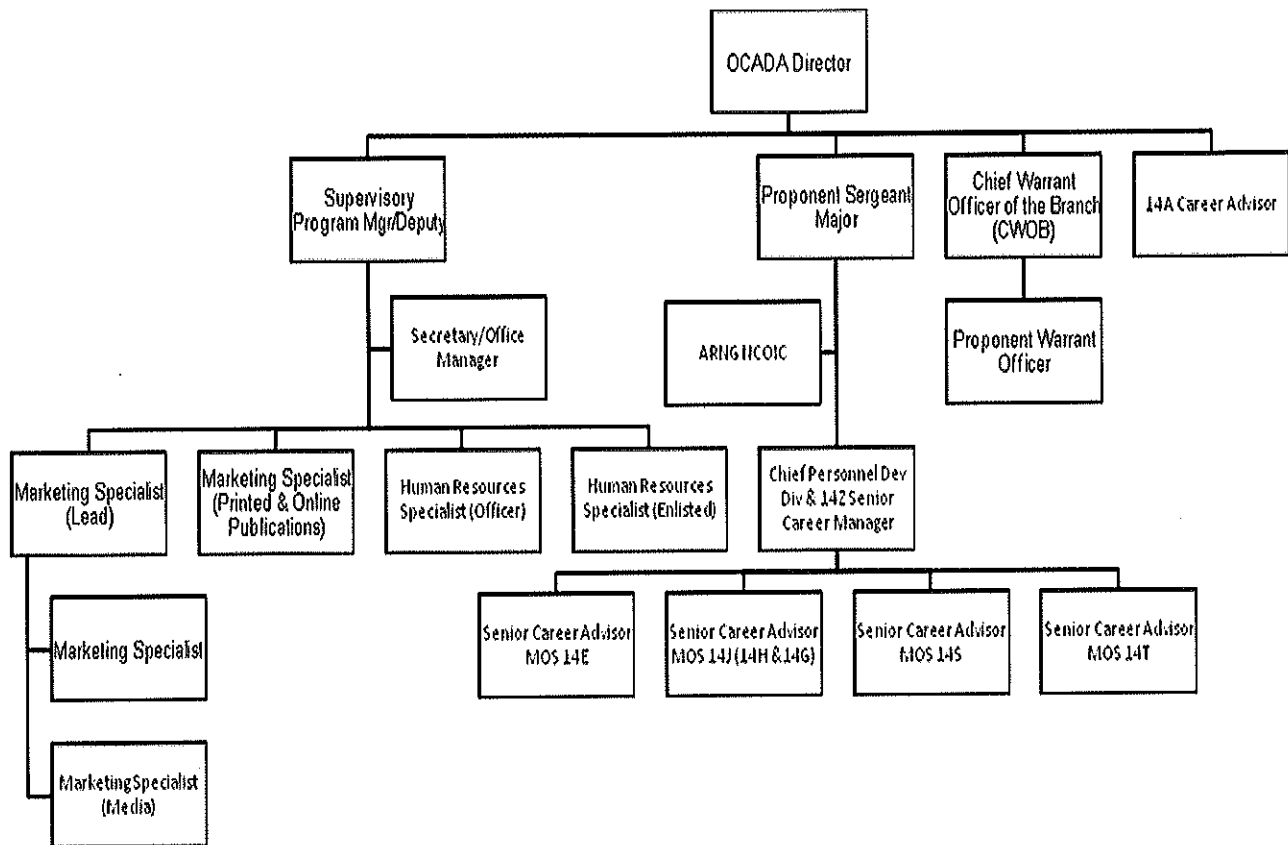 OCADA Director
Supervisory
Program Mgr/Deputy
Proponent Sergeant
Major
Chief Warrant
Officer of the Branch
(CWOB)
14A Career Advisor
Secretary/Office
Manager
ARNG NCOIC
Proponent Warrant
Officer
Marketing Specialist
(Lead)
Marketing Specialist
(Printed & Online
Publications)
Human Resources
Specialist (Officer)
Human Resources
Specialist (Enlisted)
Chief Personnel Dev
Div & 14Z Senior
Career Manager
Marketing Specialist
Marketing Specialist
(Media)
Senior Career Advisor
MOS 14E
Senior Career Advisor
MOS 14J (14H & 14G)
Senior Career Advisor
MOS 14S
Senior Career Advisor
MOS 14T